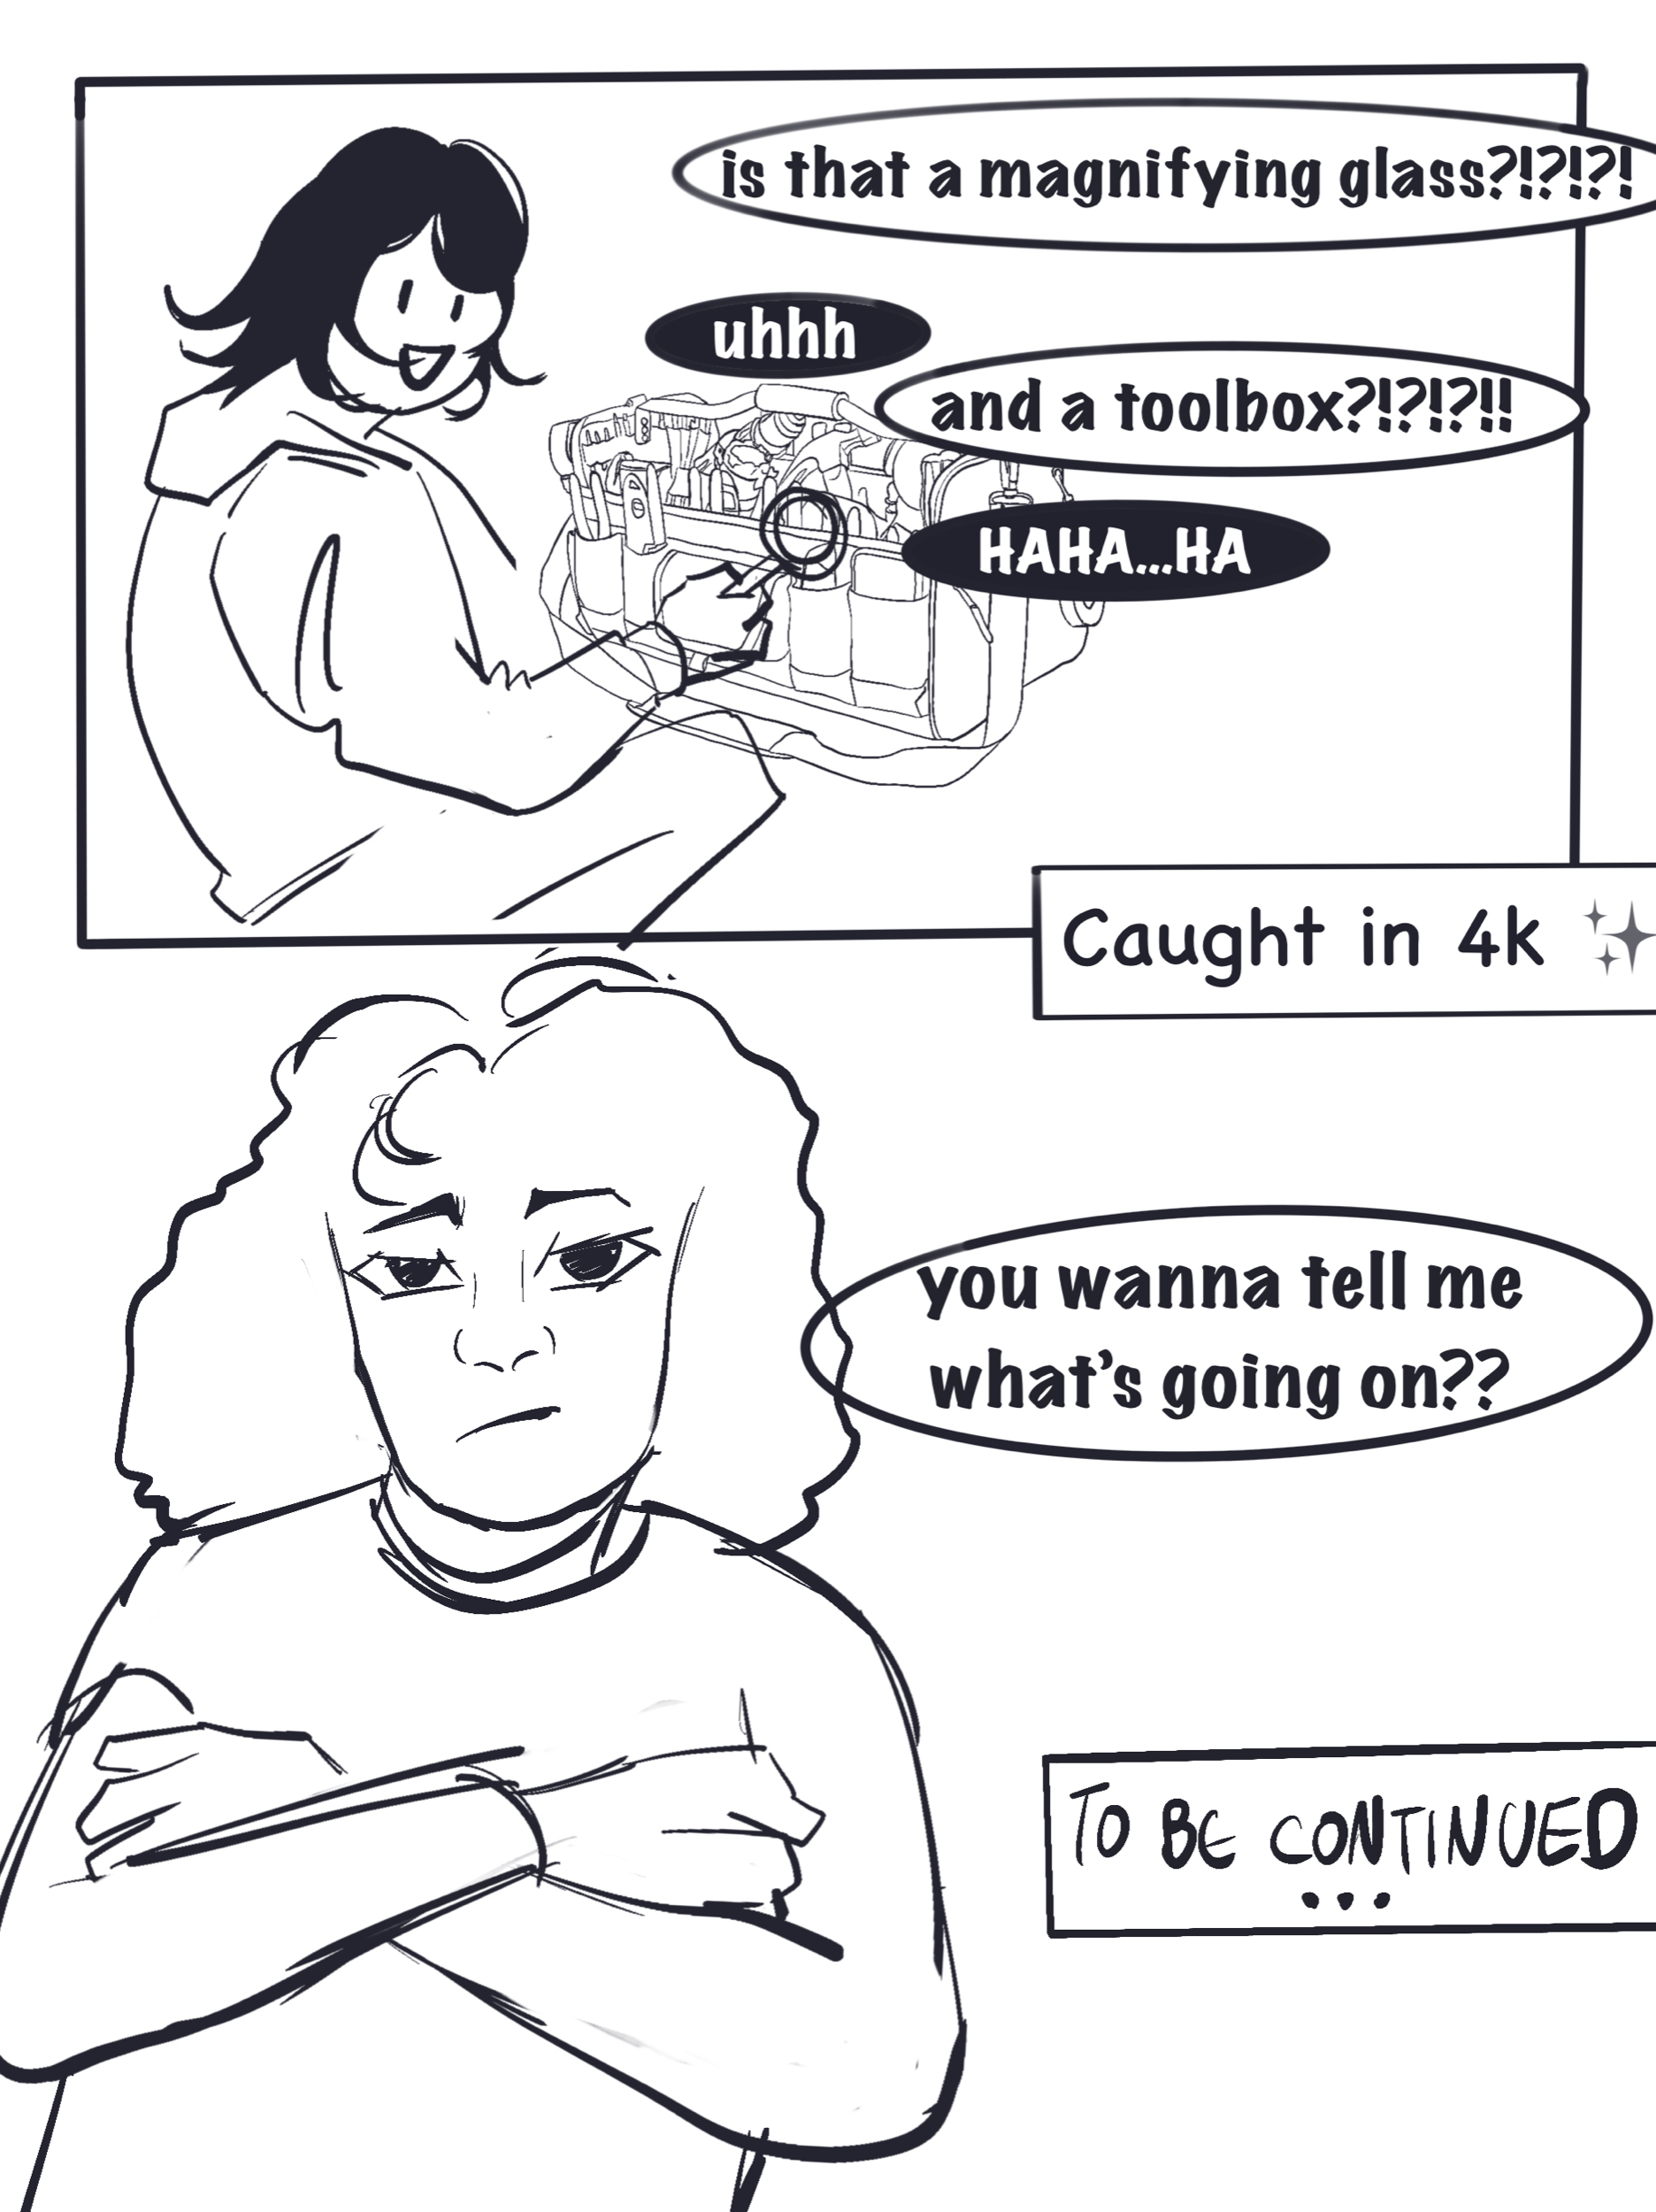 is that a magnifying glass?!?!?!
uhhh
and a toolbox?!?!?!!
HAHA...HA
Caught in 4k ✨
you wanna tell me
what's going on??
TO BE CONTINUED
...